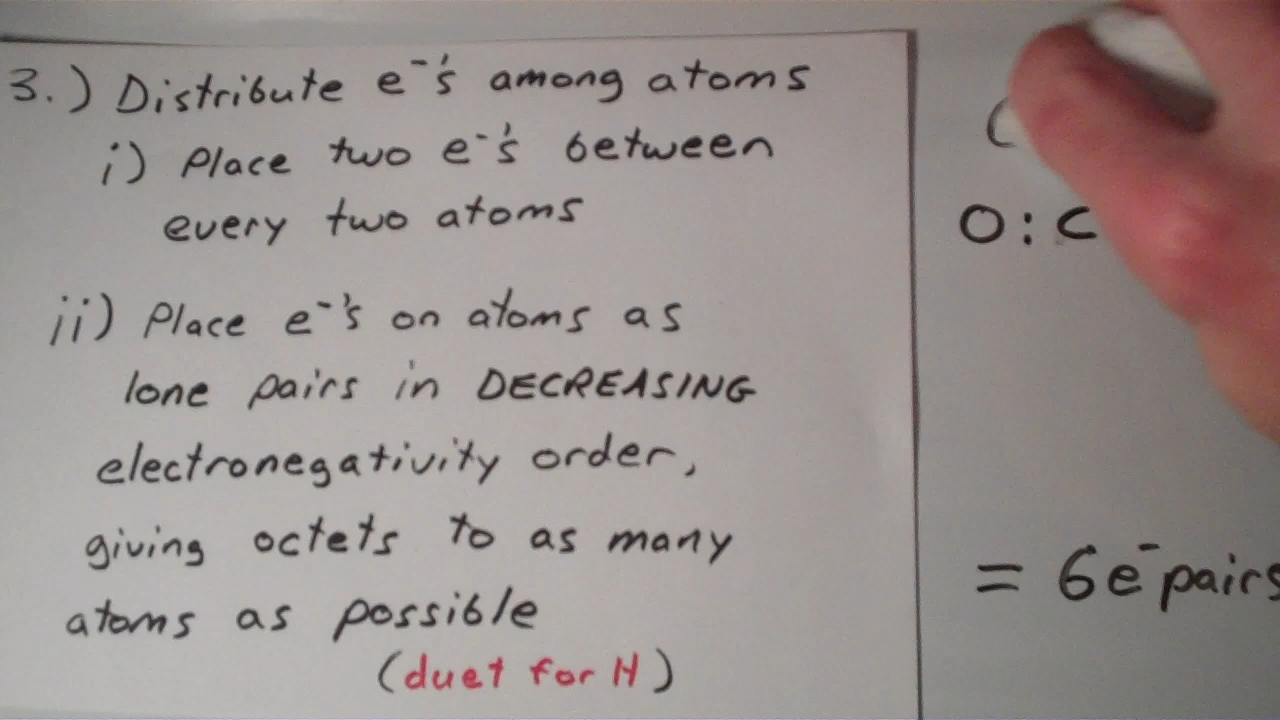 3.) Distribute e⁻'s among atoms
i) Place two e⁻'s between
every two atoms
ii) Place e⁻'s on atoms as
lone pairs in DECREASING
electronegativity order,
giving octets to as many
atoms as possible
(duet for H)
(
O:C
= 6e⁻pairs